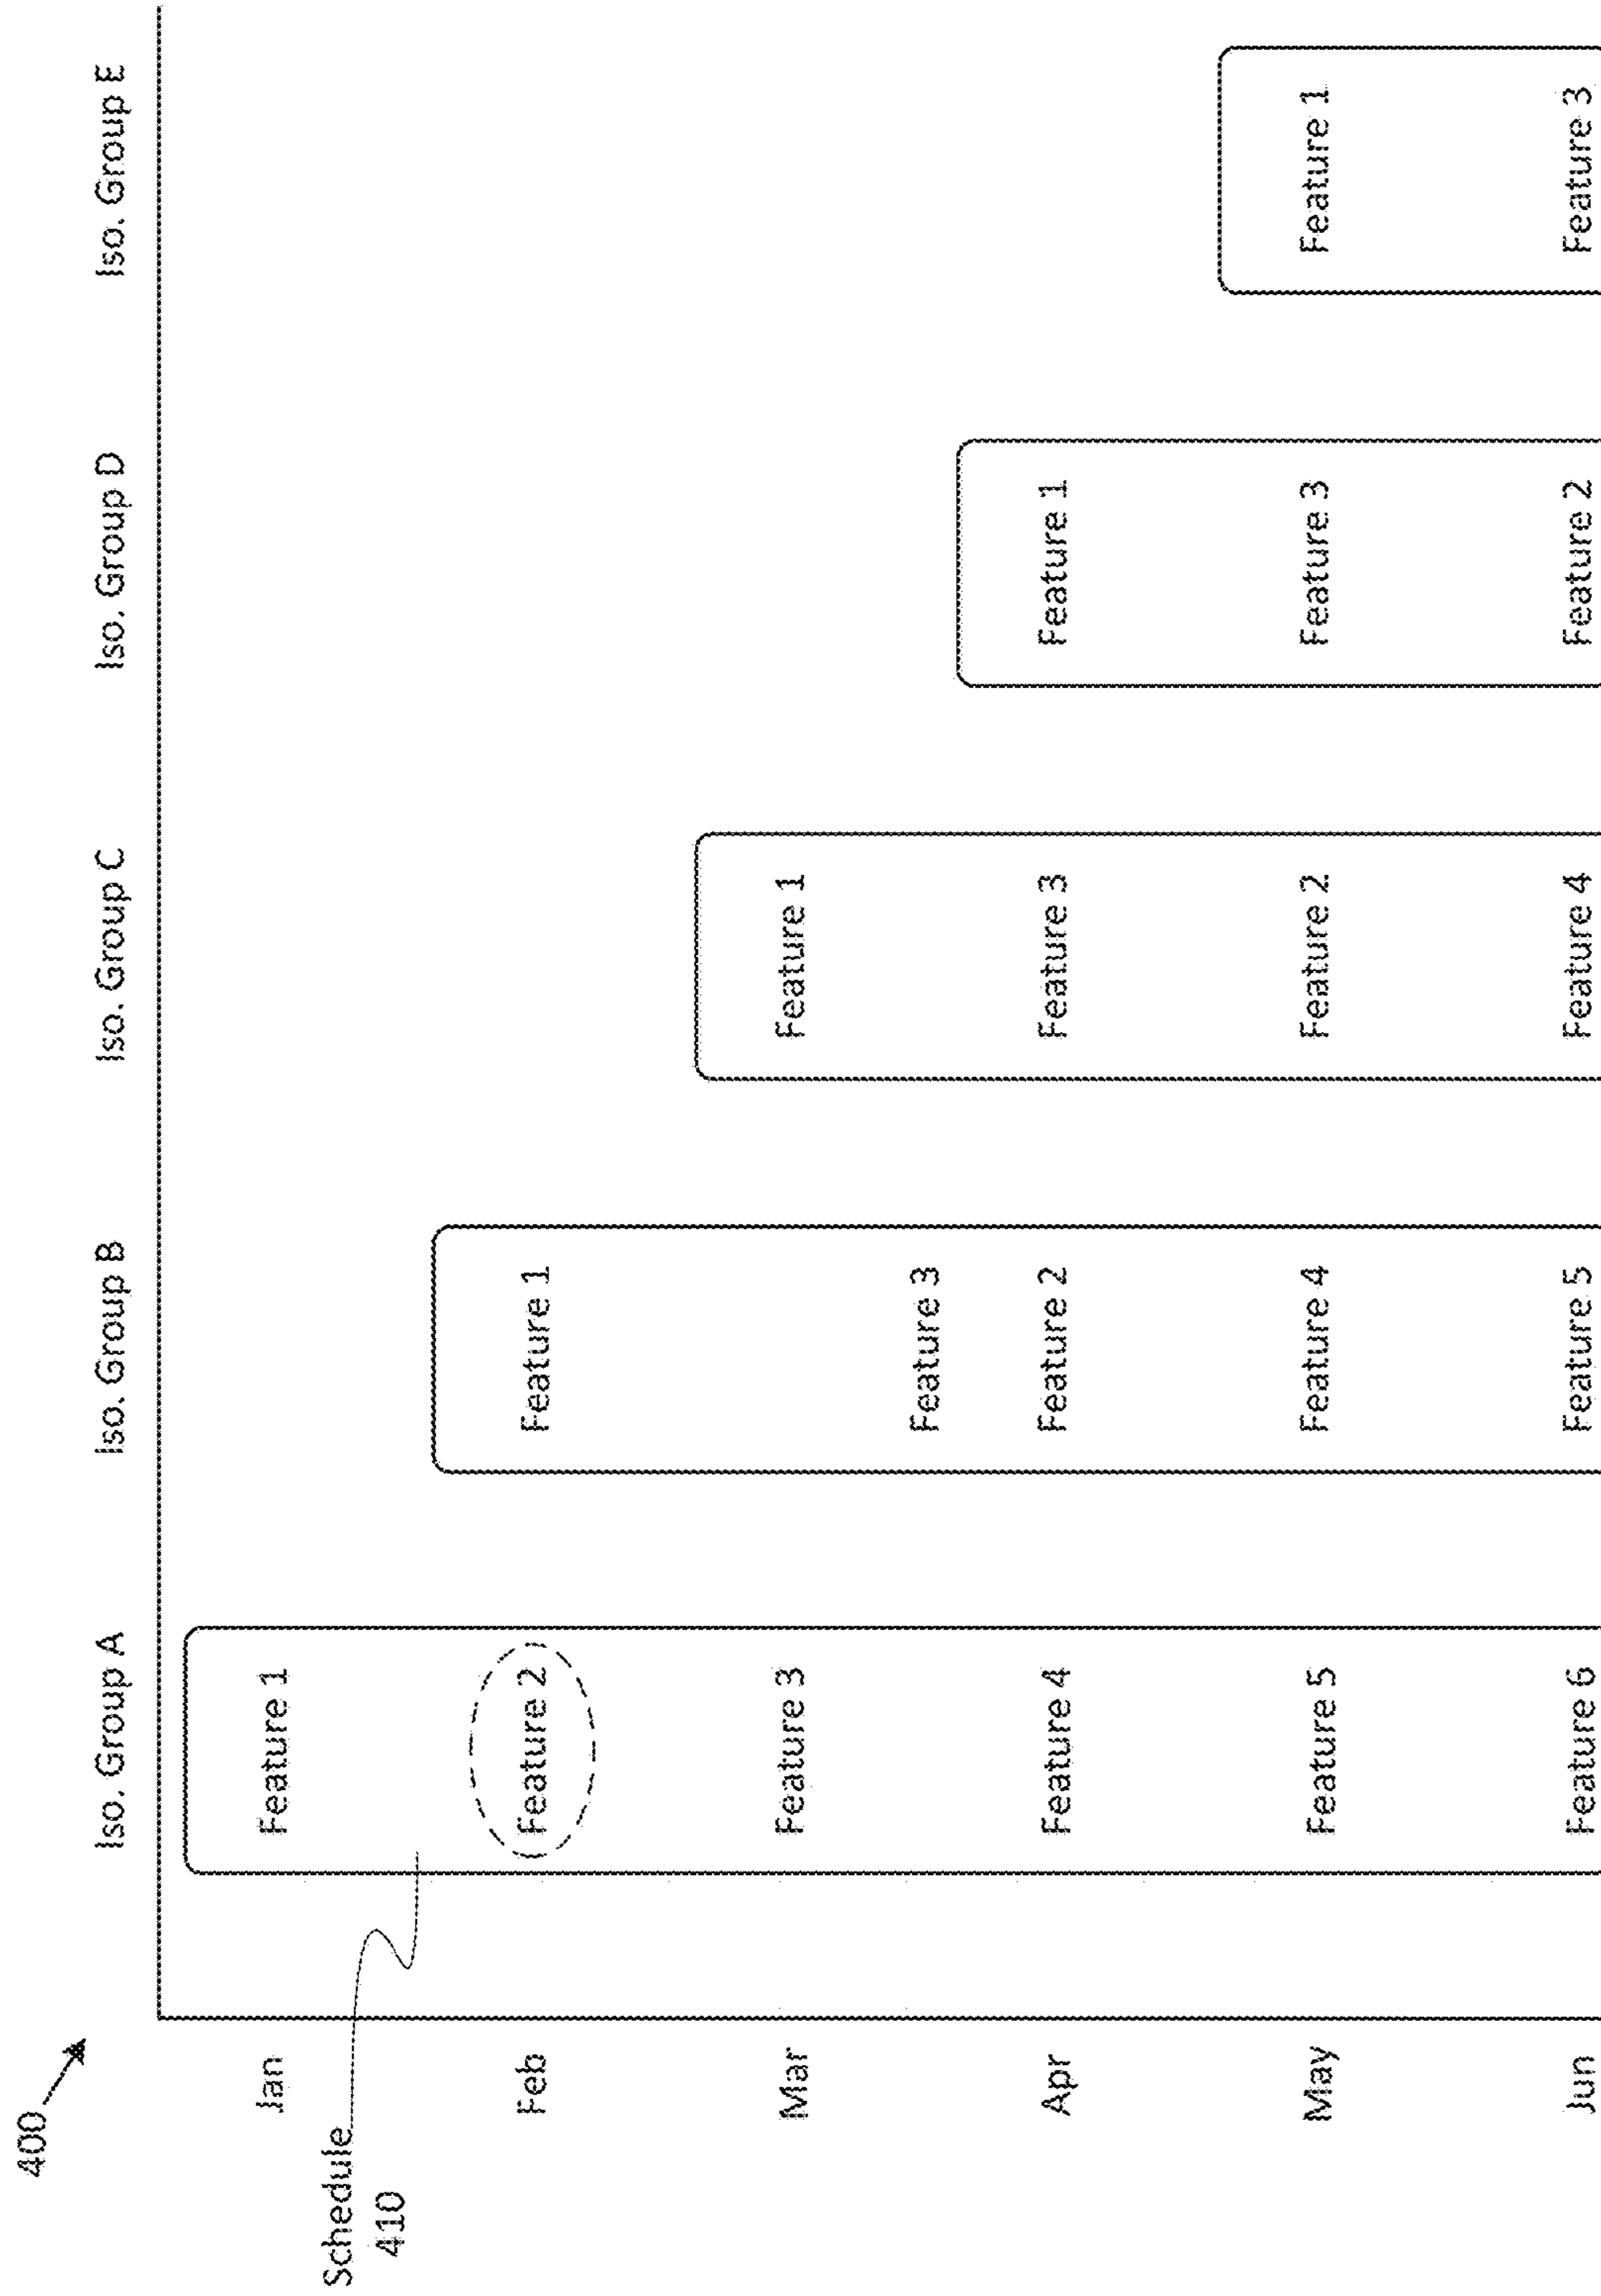 400
Iso. Group A Iso. Group B Iso. Group C Iso. Group D Iso. Group E
Jan Feature 1
Schedule
410
Feb Feature 2 Feature 1
Mar Feature 3 Feature 1
Feature 3
Apr Feature 4 Feature 2 Feature 3 Feature 1
May Feature 5 Feature 4 Feature 2 Feature 3 Feature 1
Jun Feature 6 Feature 5 Feature 4 Feature 2 Feature 3